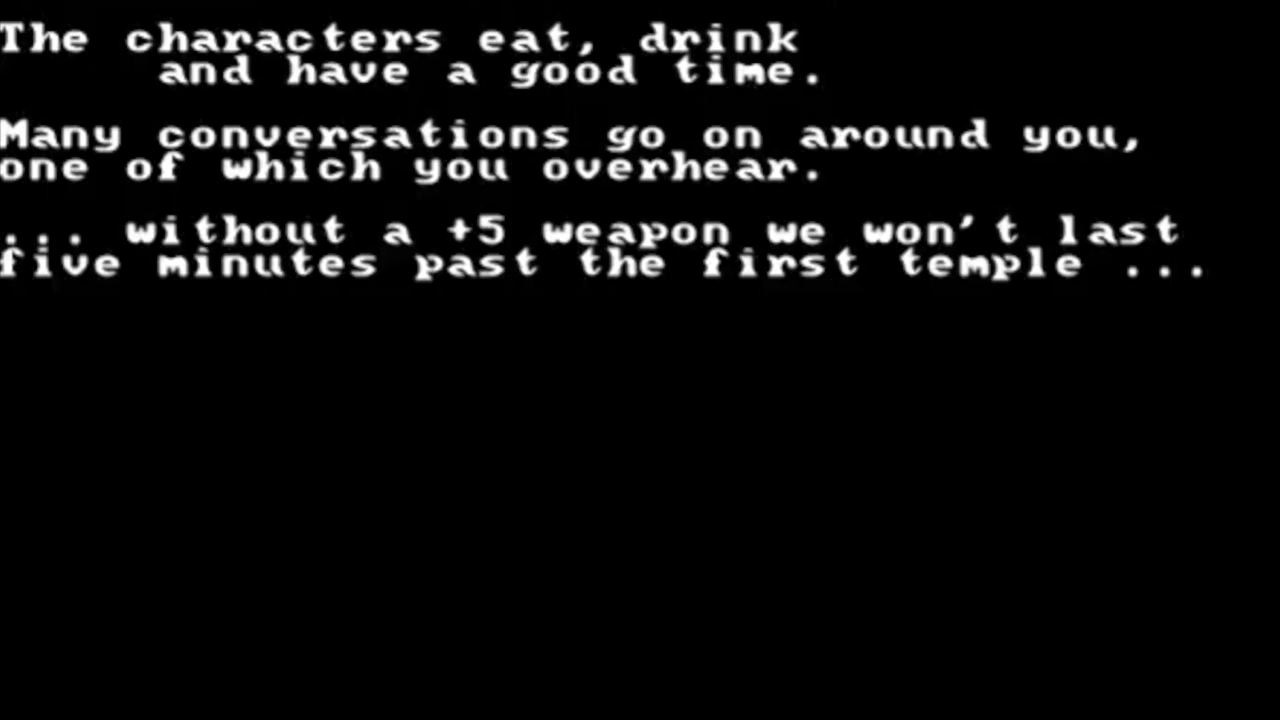 The characters eat, drink
and have a good time.
Many conversations go on around you,
one of which you overhear.
... without a +5 weapon we won't last
five minutes past the first temple ...